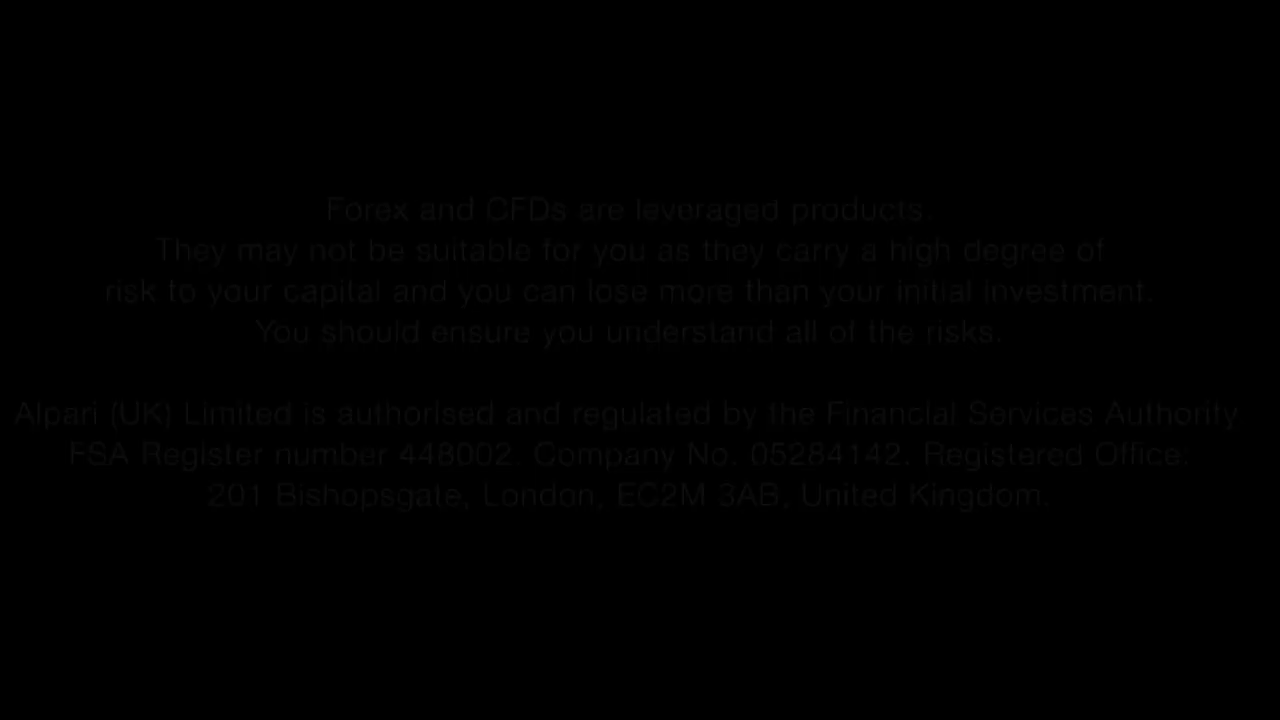 Forex and CFDs are leveraged products.
They may not be suitable for you as they carry a high degree of
risk to your capital and you can lose more than your initial investment.
You should ensure you understand all of the risks.
Alpari (UK) Limited is authorised and regulated by the Financial Services Authority
FSA Register number 448002. Company No. 05284142. Registered Office:
201 Bishopsgate, London, EC2M 3AB, United Kingdom.